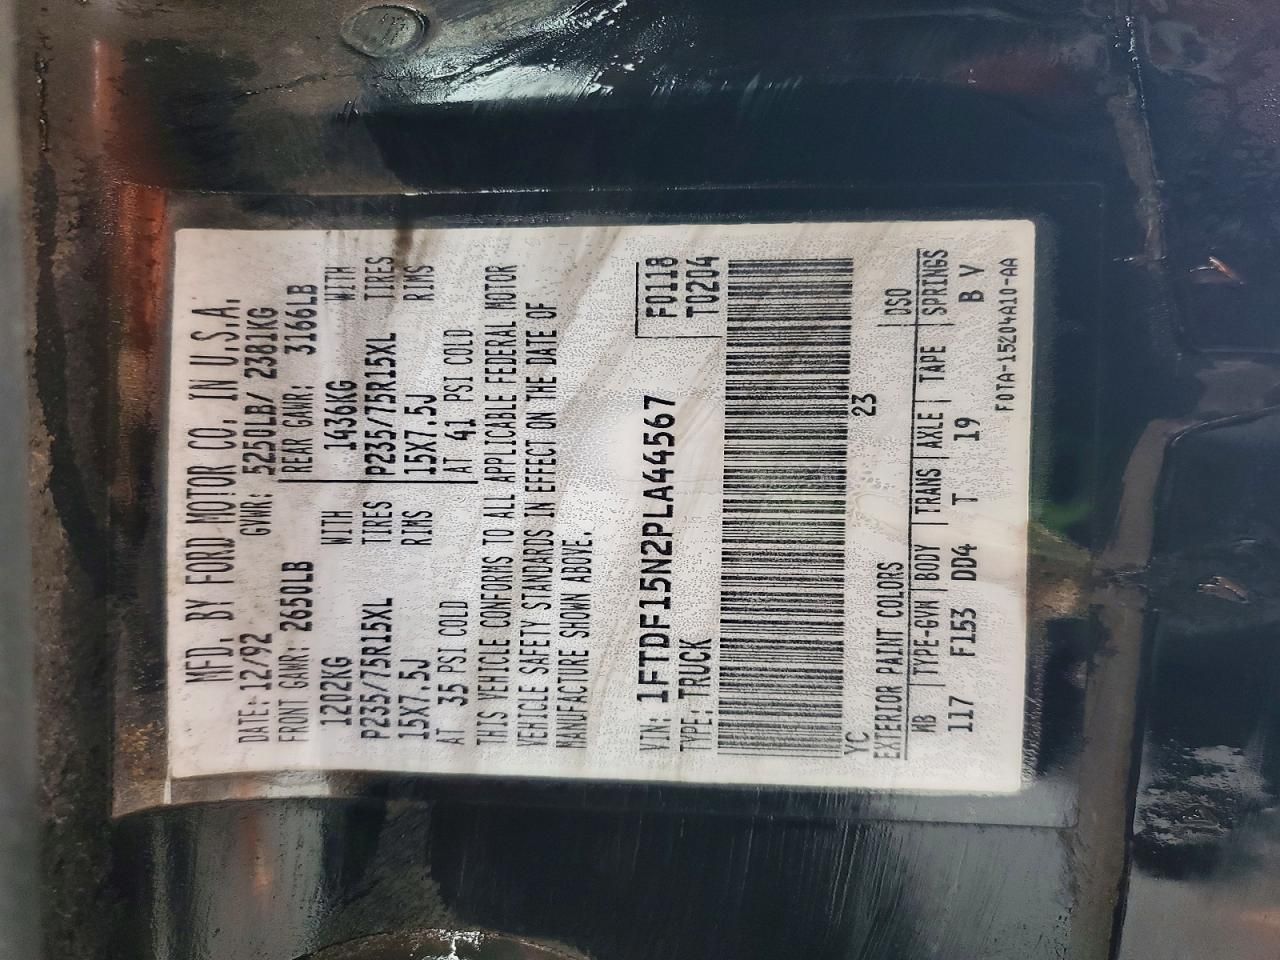 MFD. BY FORD MOTOR CO. IN U.S.A.
DATE: 12/92 GVWR: 5250LB/ 2381KG
FRONT GAWR: 2650LB REAR GAWR: 3166LB
1202KG WITH 1436KG WITH
P235/75R15XL TIRES P235/75R15XL TIRES
15X7.5J RIMS 15X7.5J RIMS
AT 35 PSI COLD AT 41 PSI COLD
THIS VEHICLE CONFORMS TO ALL APPLICABLE FEDERAL MOTOR
VEHICLE SAFETY STANDARDS IN EFFECT ON THE DATE OF
MANUFACTURE SHOWN ABOVE.
VIN: 1FTDF15N2PLA44567 F0118
TYPE: TRUCK T0204
YC 23
EXTERIOR PAINT COLORS DSO
WB TYPE-GVW BODY TRANS AXLE TAPE SPRINGS
117 F153 DD4 T 19 B V
F0TA-15204A10-AA